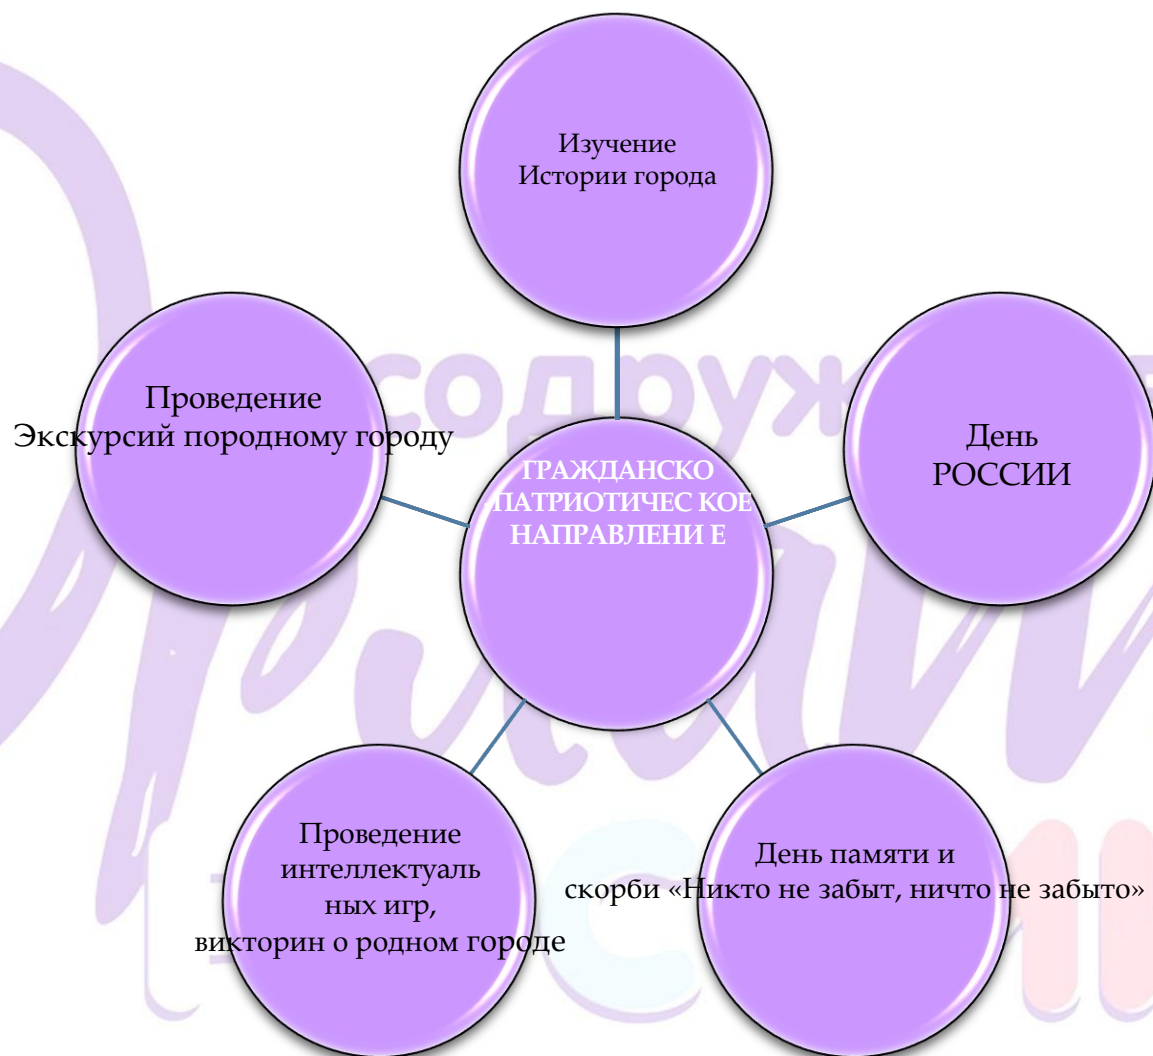 Изучение
Истории города
Проведение
Экскурсий породному городу
День
РОССИИ
ГРАЖДАНСКО
ПАТРИОТИЧЕС КОЕ
НАПРАВЛЕНИ Е
Проведение
интеллектуаль
ных игр,
викторин о родном городе
День памяти и
скорби «Никто не забыт, ничто не забыто»
содруж